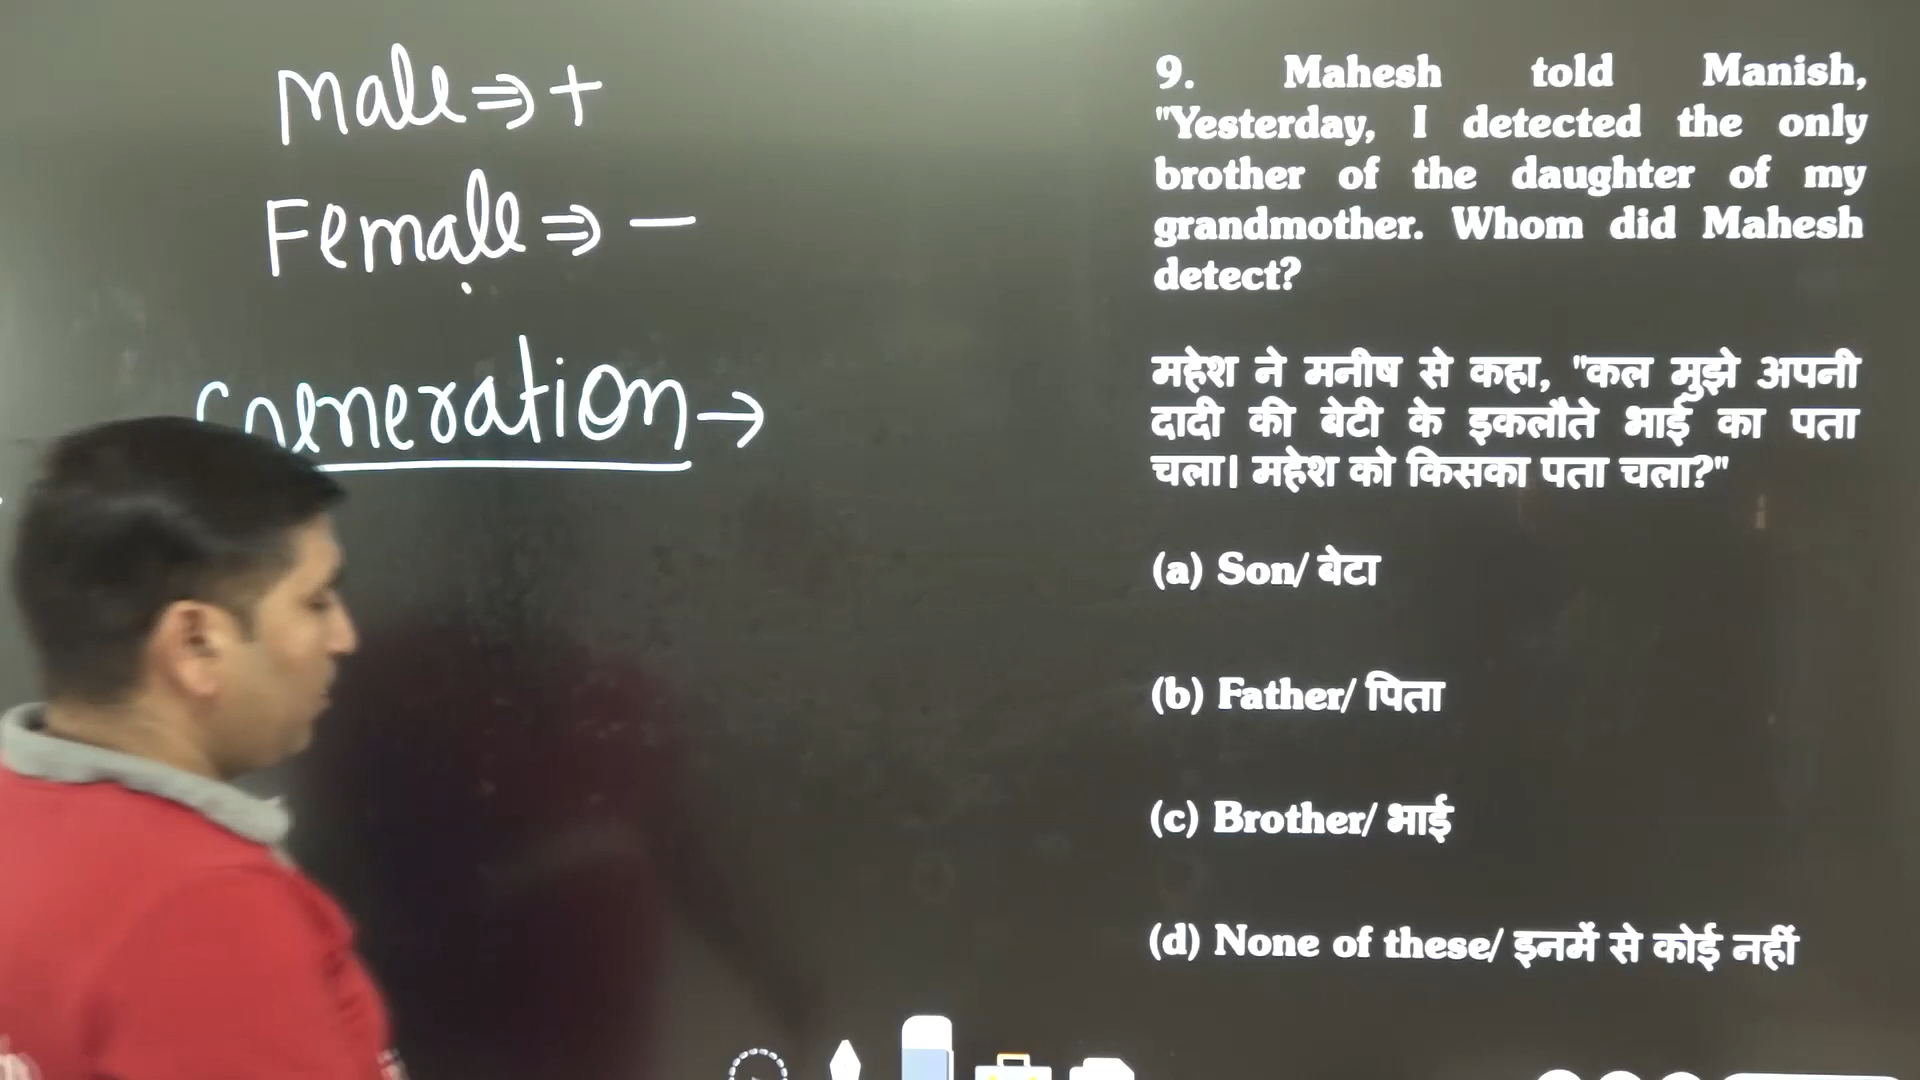 Male ⇒ +
Female ⇒ −
Generation →
9. Mahesh told Manish,
"Yesterday, I detected the only
brother of the daughter of my
grandmother. Whom did Mahesh
detect?
महेश ने मनीष से कहा, "कल मुझे अपनी
दादी की बेटी के इकलौते भाई का पता
चला। महेश को किसका पता चला?"
(a) Son/ बेटा
(b) Father/ पिता
(c) Brother/ भाई
(d) None of these/ इनमें से कोई नहीं